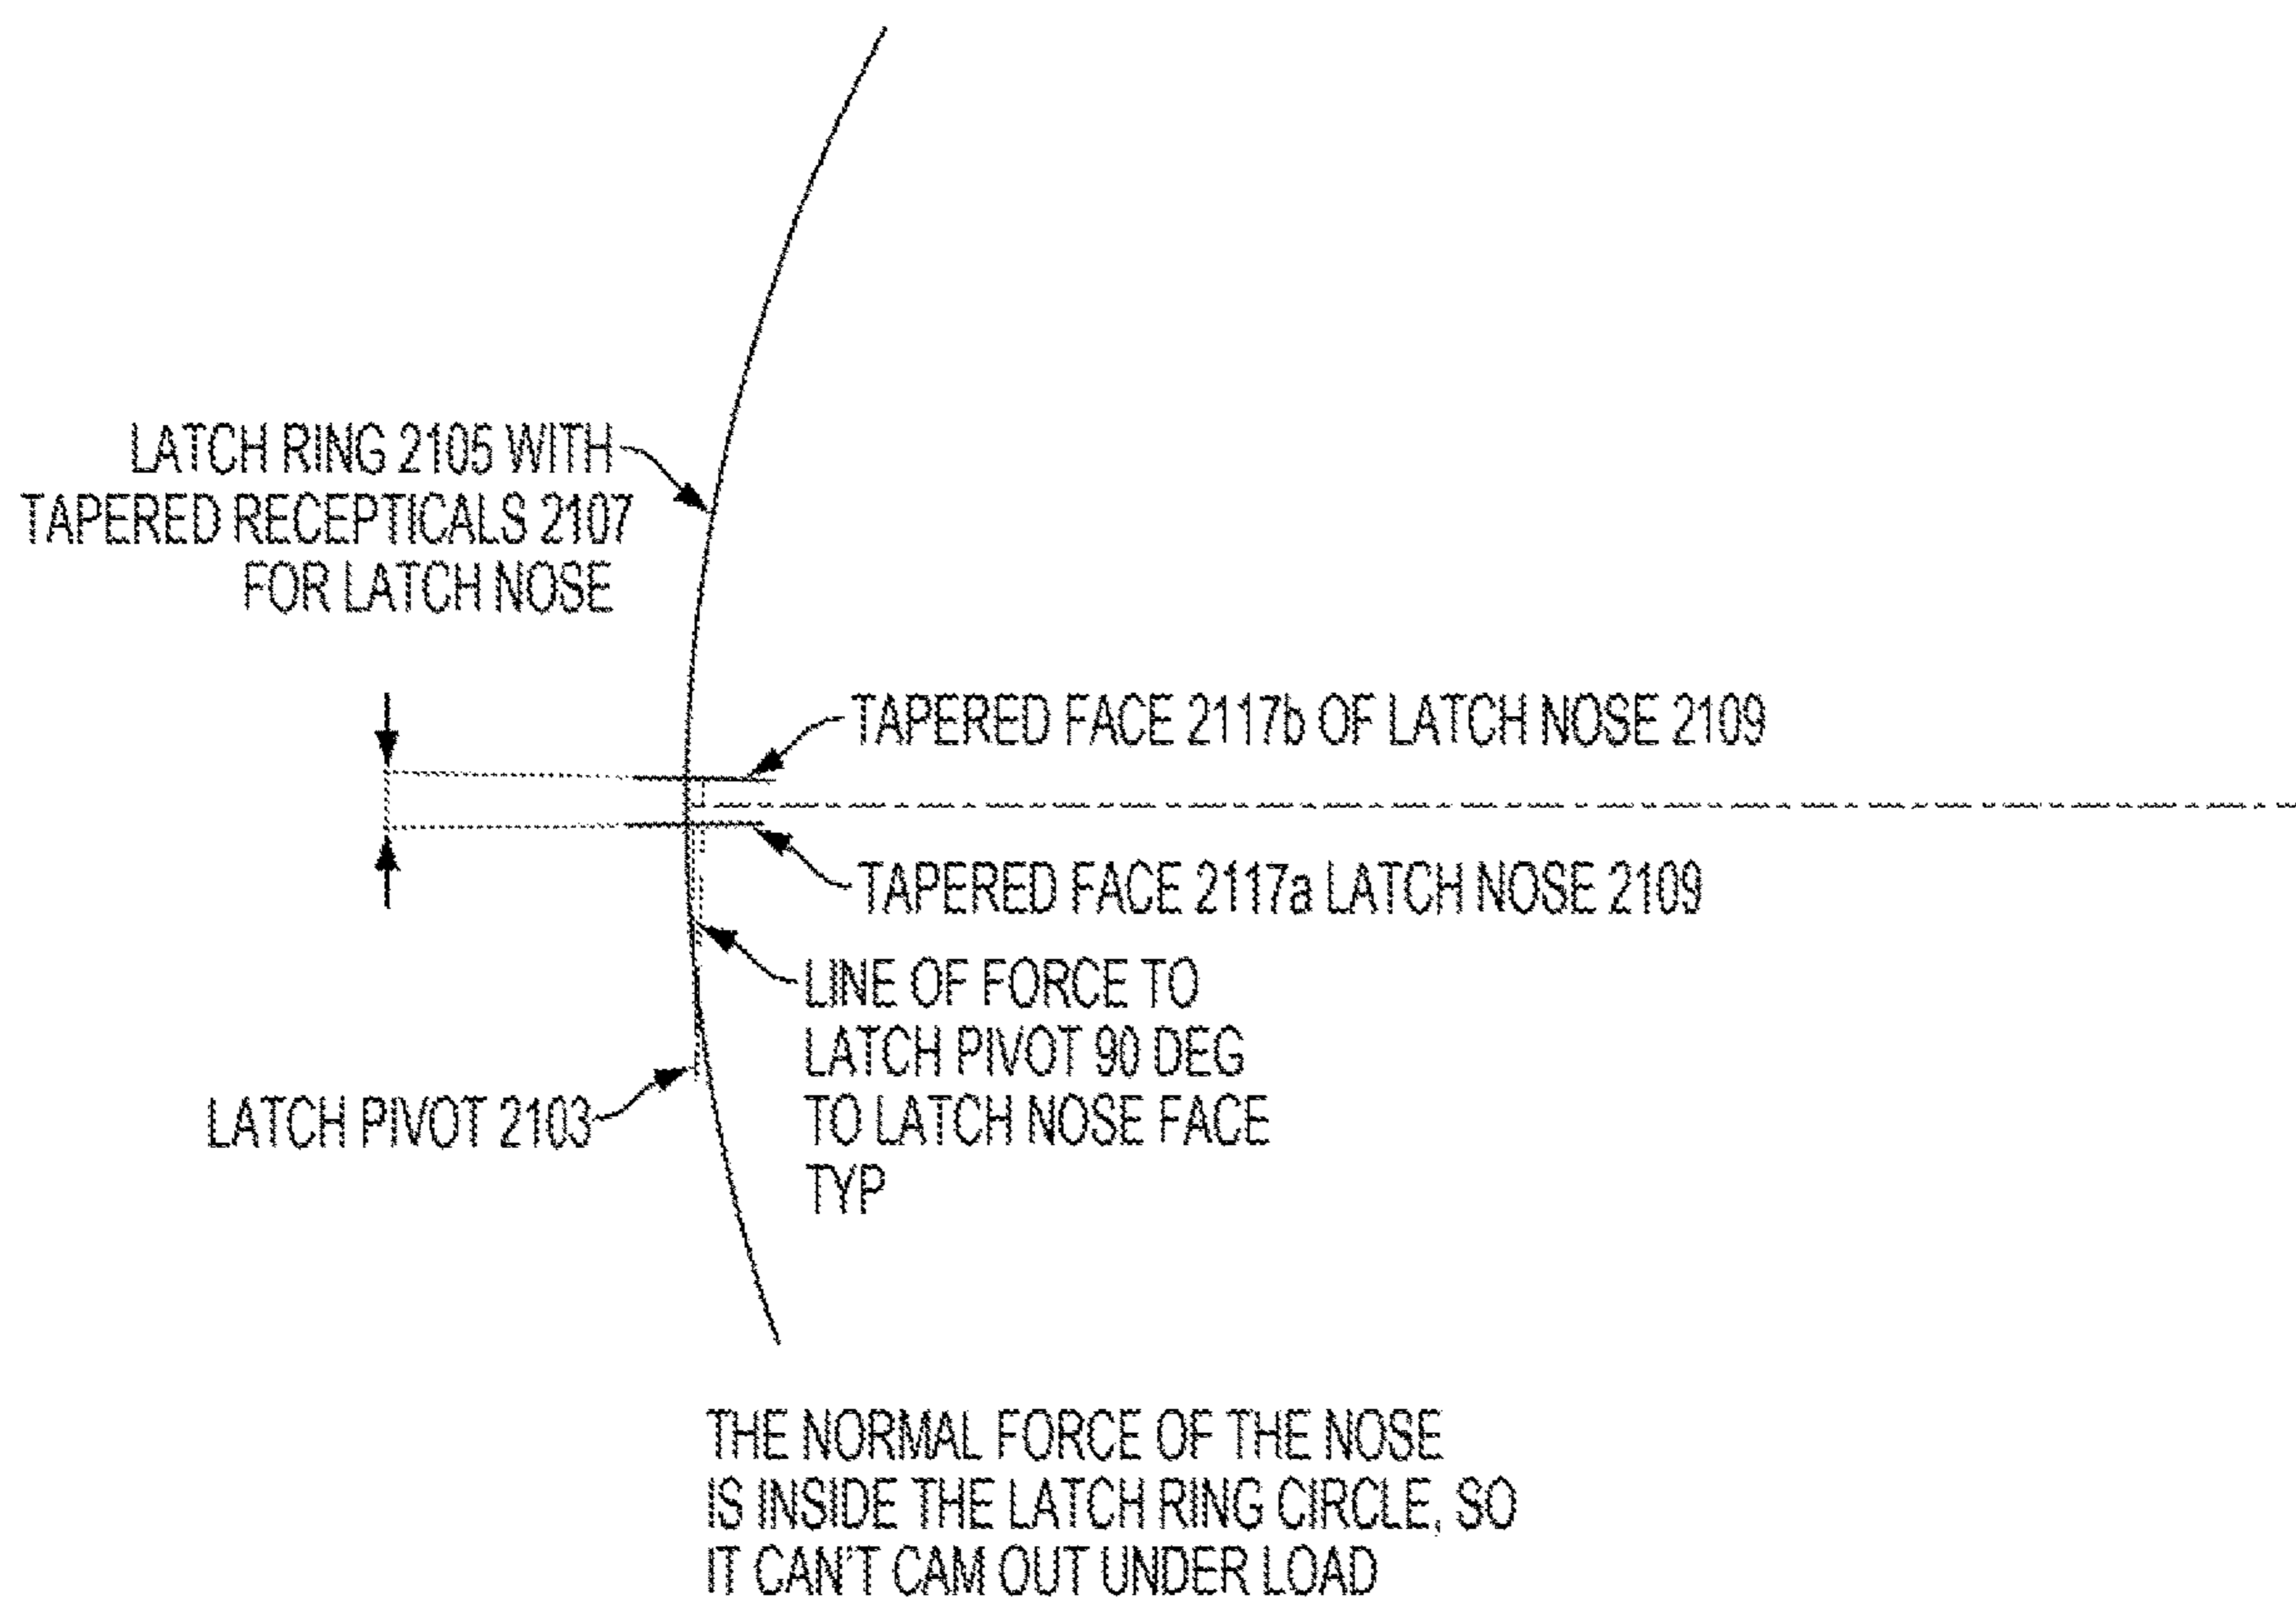 LATCH RING 2105 WITH
TAPERED RECEPTICALS 2107
FOR LATCH NOSE
TAPERED FACE 2117b OF LATCH NOSE 2109
TAPERED FACE 2117a LATCH NOSE 2109
LINE OF FORCE TO
LATCH PIVOT 90 DEG
TO LATCH NOSE FACE
TYP
LATCH PIVOT 2103
THE NORMAL FORCE OF THE NOSE
IS INSIDE THE LATCH RING CIRCLE, SO
IT CAN'T CAM OUT UNDER LOAD